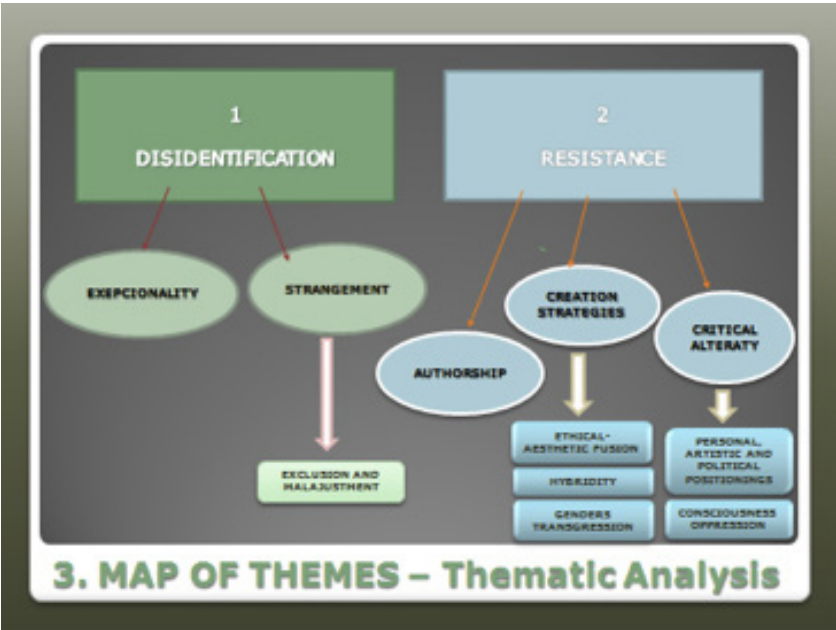 1
DISIDENTIFICATION
2
RESISTANCE
EXEPCIONALITY
STRANGEMENT
AUTHORSHIP
CREATION
STRATEGIES
CRITICAL
ALTERATY
EXCLUSION AND
MALAJUSTMENT
ETHICAL-
AESTHETIC FUSION
HYBRIDITY
GENDERS
TRANSGRESSION
PERSONAL,
ARTISTIC AND
POLITICAL
POSITIONINGS
CONSCIOUSNESS
OPPRESSION
3. MAP OF THEMES – Thematic Analysis